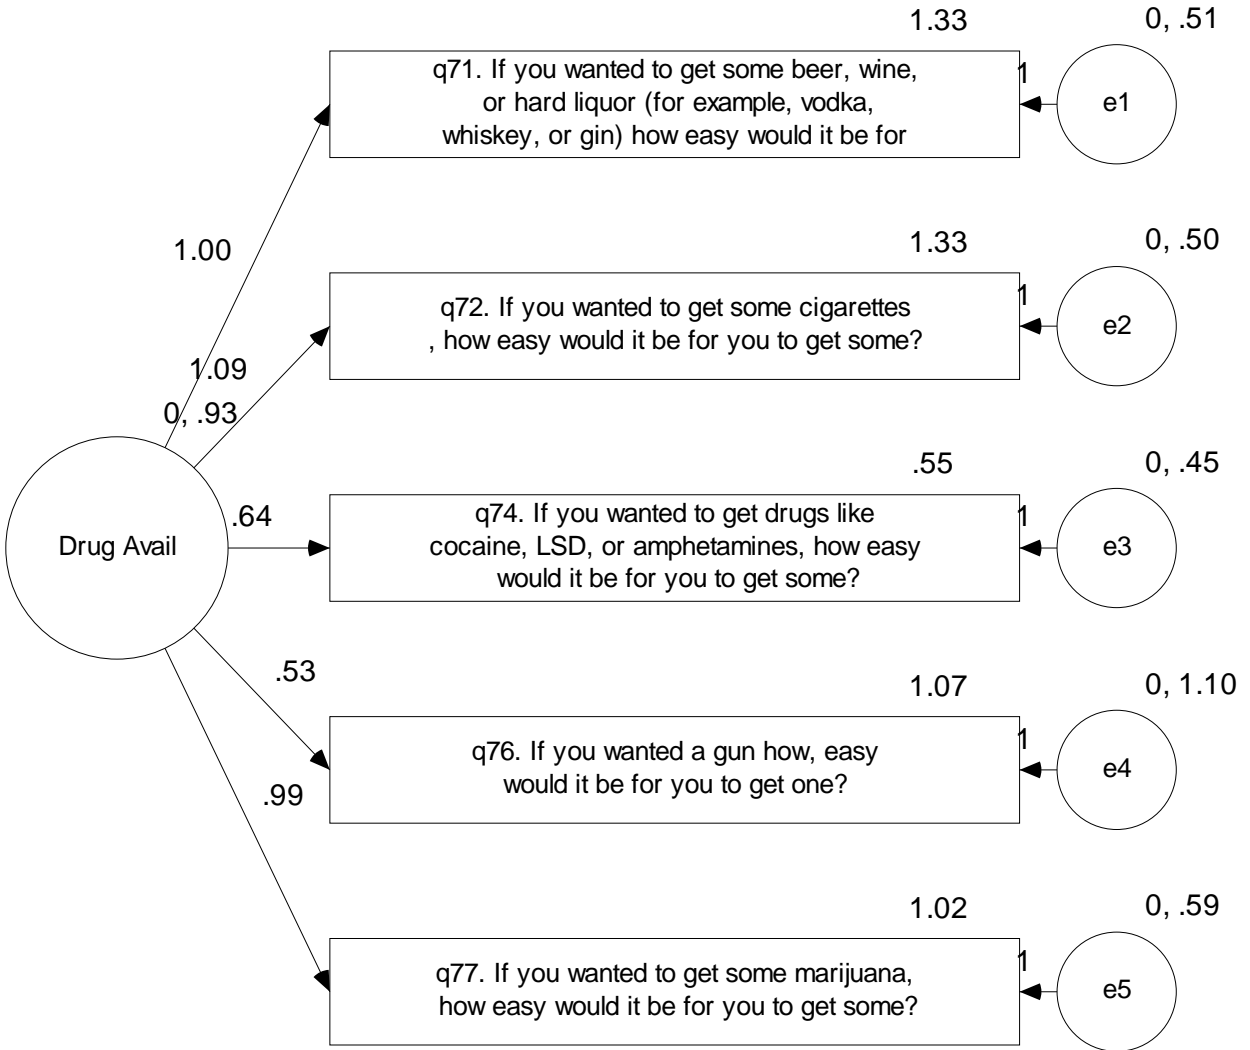 1.33
0, .51
q71. If you wanted to get some beer, wine,
or hard liquor (for example, vodka,
whiskey, or gin) how easy would it be for
1
e1
1.00
1.33
0, .50
q72. If you wanted to get some cigarettes
, how easy would it be for you to get some?
1
e2
1.09
0, .93
.55
0, .45
Drug Avail
.64
q74. If you wanted to get drugs like
cocaine, LSD, or amphetamines, how easy
would it be for you to get some?
1
e3
.53
1.07
0, 1.10
q76. If you wanted a gun how, easy
would it be for you to get one?
1
e4
.99
1.02
0, .59
q77. If you wanted to get some marijuana,
how easy would it be for you to get some?
1
e5